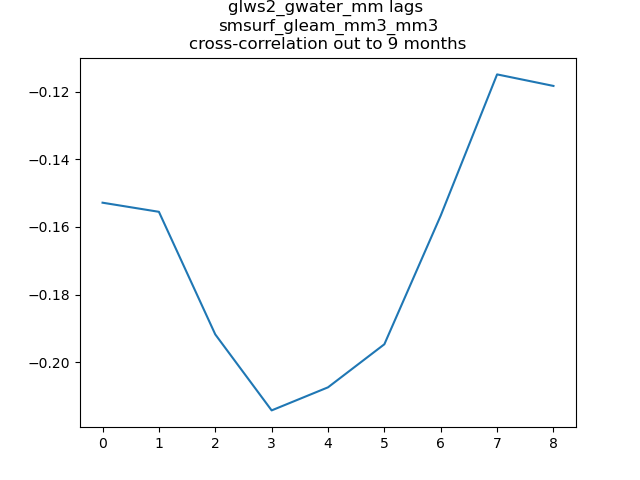 glws2_gwater_mm lags
smsurf_gleam_mm3_mm3
cross-correlation out to 9 months
−0.12
−0.14
−0.16
−0.18
−0.20
0 1 2 3 4 5 6 7 8